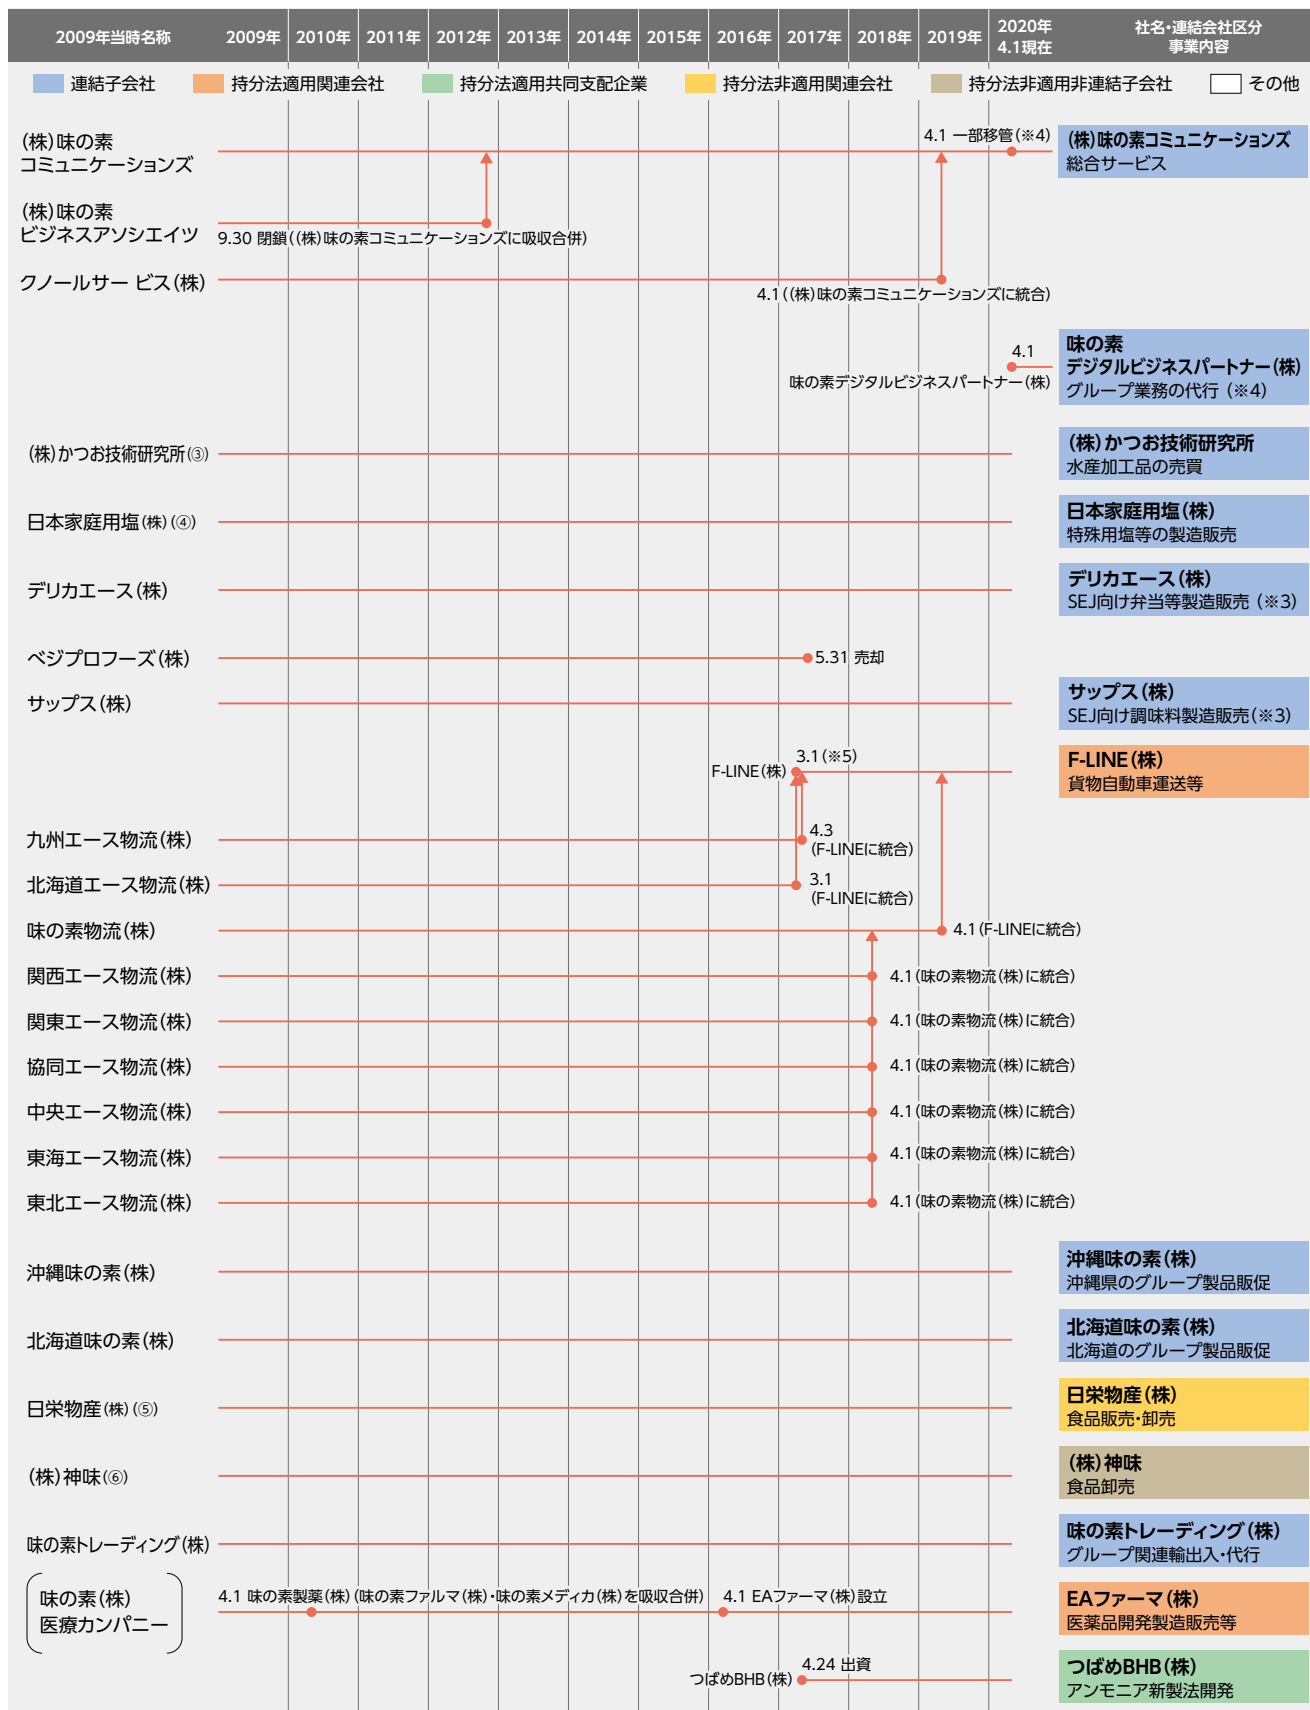 2009年当時名称 2009年 2010年 2011年 2012年 2013年 2014年 2015年 2016年 2017年 2018年 2019年 2020年 4.1現在 社名・連結会社区分 事業内容
連結子会社 持分法適用関連会社 持分法適用共同支配企業 持分法非適用関連会社 持分法非適用非連結子会社 その他
(株)味の素
コミュニケーションズ
4.1 一部移管(※4)
(株)味の素コミュニケーションズ
総合サービス
(株)味の素
ビジネスアソシエイツ
9.30 閉鎖((株)味の素コミュニケーションズに吸収合併)
クノールサー ビス(株)
4.1((株)味の素コミュニケーションズに統合)
4.1
味の素デジタルビジネスパートナー(株)
味の素
デジタルビジネスパートナー(株)
グループ業務の代行 (※4)
(株)かつお技術研究所(③)
(株)かつお技術研究所
水産加工品の売買
日本家庭用塩(株)(④)
日本家庭用塩(株)
特殊用塩等の製造販売
デリカエース(株)
デリカエース(株)
SEJ向け弁当等製造販売 (※3)
ベジプロフーズ(株)
5.31 売却
サップス(株)
サップス(株)
SEJ向け調味料製造販売(※3)
3.1(※5)
F-LINE(株)
F-LINE(株)
貨物自動車運送等
九州エース物流(株)
4.3
(F-LINEに統合)
北海道エース物流(株)
3.1
(F-LINEに統合)
味の素物流(株)
4.1(F-LINEに統合)
関西エース物流(株)
4.1(味の素物流(株)に統合)
関東エース物流(株)
4.1(味の素物流(株)に統合)
協同エース物流(株)
4.1(味の素物流(株)に統合)
中央エース物流(株)
4.1(味の素物流(株)に統合)
東海エース物流(株)
4.1(味の素物流(株)に統合)
東北エース物流(株)
4.1(味の素物流(株)に統合)
沖縄味の素(株)
沖縄味の素(株)
沖縄県のグループ製品販促
北海道味の素(株)
北海道味の素(株)
北海道のグループ製品販促
日栄物産(株)(⑤)
日栄物産(株)
食品販売・卸売
(株)神味(⑥)
(株)神味
食品卸売
味の素トレーディング(株)
味の素トレーディング(株)
グループ関連輸出入・代行
味の素(株)
医療カンパニー
4.1 味の素製薬(株)(味の素ファルマ(株)・味の素メディカ(株)を吸収合併)
4.1 EAファーマ(株)設立
EAファーマ(株)
医薬品開発製造販売等
4.24 出資
つばめBHB(株)
つばめBHB(株)
アンモニア新製法開発